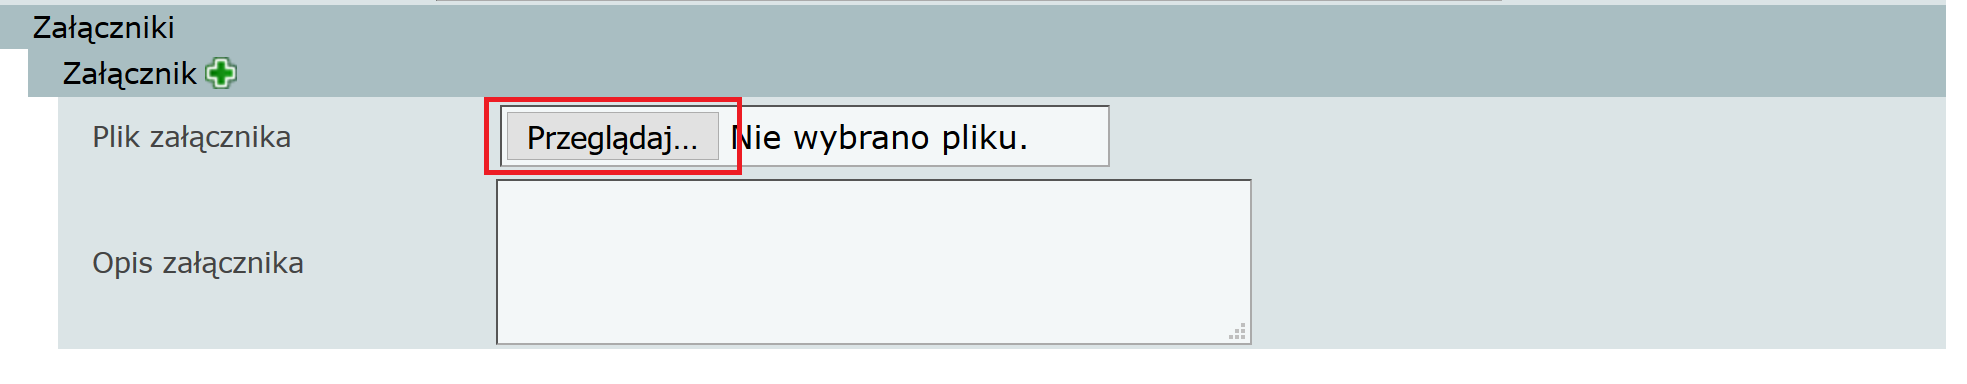 Załączniki
Załącznik
Plik załącznika
Przeglądaj... Nie wybrano pliku.
Opis załącznika